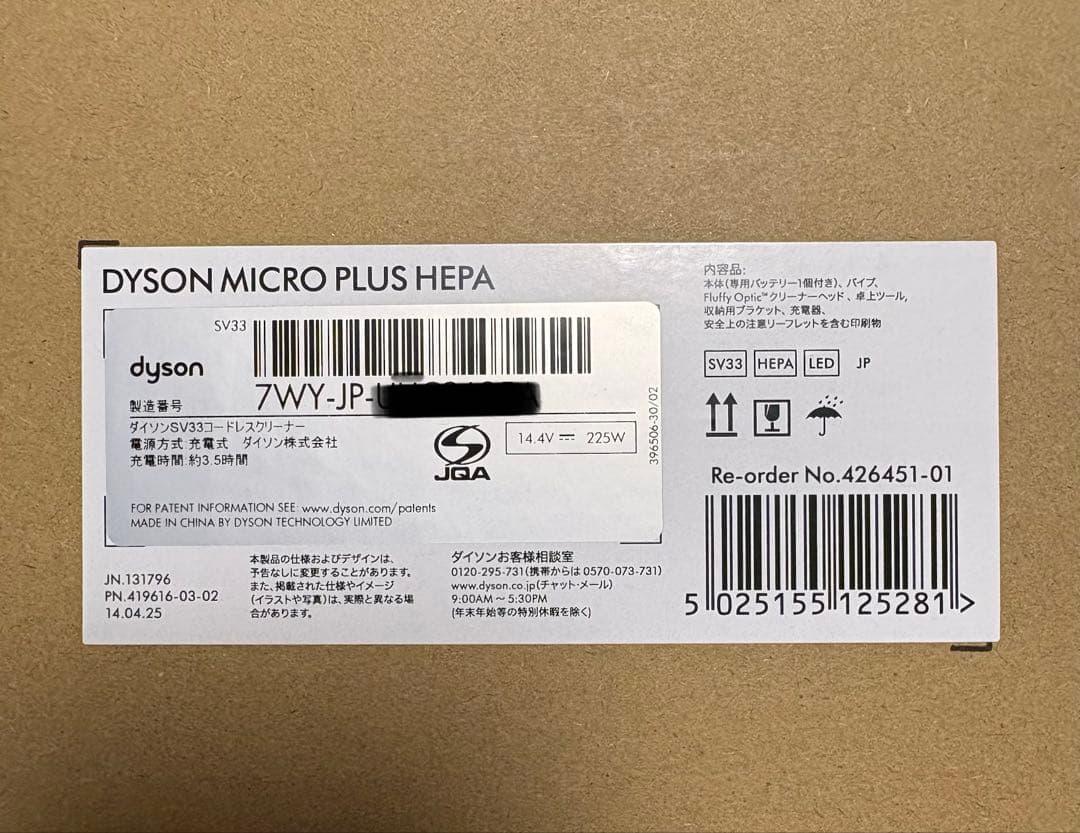 DYSON MICRO PLUS HEPA
SV33
dyson
製造番号
7WY-JP-
ダイソンSV33コードレスクリーナー
電源方式:充電式 ダイソン株式会社
充電時間:約3.5時間
JQA
14.4V ⎓ 225W
396506-30/02
FOR PATENT INFORMATION SEE: www.dyson.com/patents
MADE IN CHINA BY DYSON TECHNOLOGY LIMITED
JN.131796
PN.419616-03-02
14.04.25
本製品の仕様およびデザインは、
予告なしに変更することがあります。
また、掲載された仕様やイメージ
(イラストや写真)は、実際と異なる場
合があります。
ダイソンお客様相談室
0120-295-731(携帯からは 0570-073-731)
www.dyson.co.jp(チャット・メール)
9:00AM～5:30PM
(年末年始等の特別休暇を除く)
内容品:
本体(専用バッテリー1個付き)、パイプ、
Fluffy Optic™クリーナーヘッド、卓上ツール,
収納用ブラケット、充電器、
安全上の注意リーフレットを含む印刷物
SV33 HEPA LED JP
Re-order No.426451-01
5 025155 125281 >